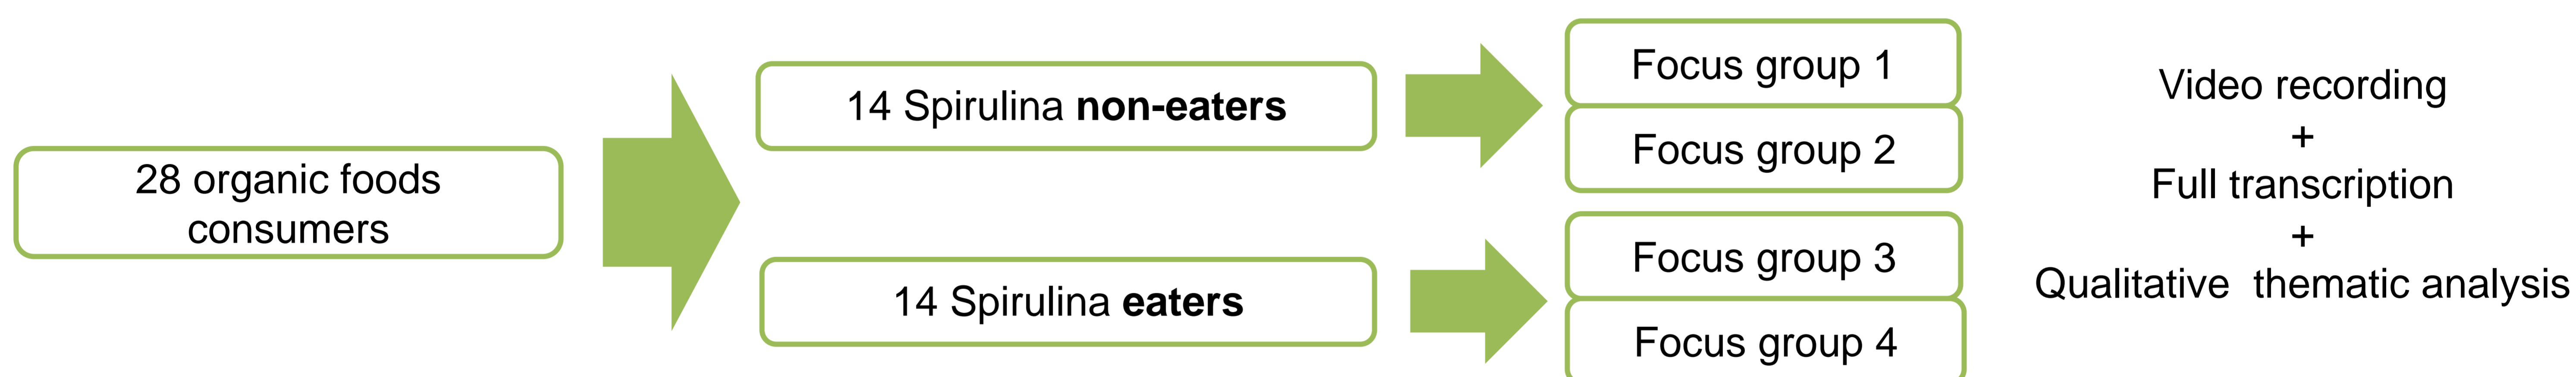 28 organic foods
consumers
14 Spirulina non-eaters
14 Spirulina eaters
Focus group 1
Focus group 2
Focus group 3
Focus group 4
Video recording
+
Full transcription
+
Qualitative thematic analysis